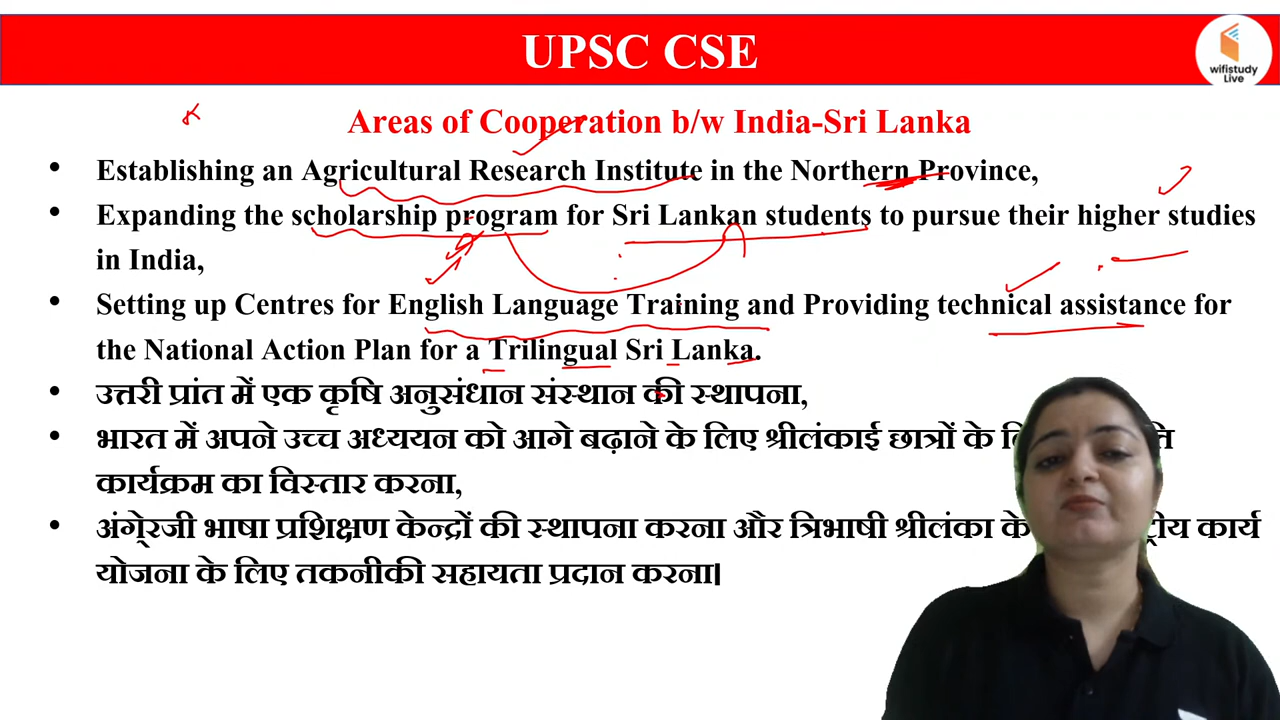 UPSC CSE
wifistudy
Live
Areas of Cooperation b/w India-Sri Lanka
• Establishing an Agricultural Research Institute in the Northern Province,
• Expanding the scholarship program for Sri Lankan students to pursue their higher studies
in India,
• Setting up Centres for English Language Training and Providing technical assistance for
the National Action Plan for a Trilingual Sri Lanka.
• उत्तरी प्रांत में एक कृषि अनुसंधान संस्थान की स्थापना,
• भारत में अपने उच्च अध्ययन को आगे बढ़ाने के लिए श्रीलंकाई छात्रों के
कार्यक्रम का विस्तार करना,
• अंगे्रजी भाषा प्रशिक्षण केन्द्रों की स्थापना करना और त्रिभाषी श्रीलंका के कार्य
योजना के लिए तकनीकी सहायता प्रदान करना।